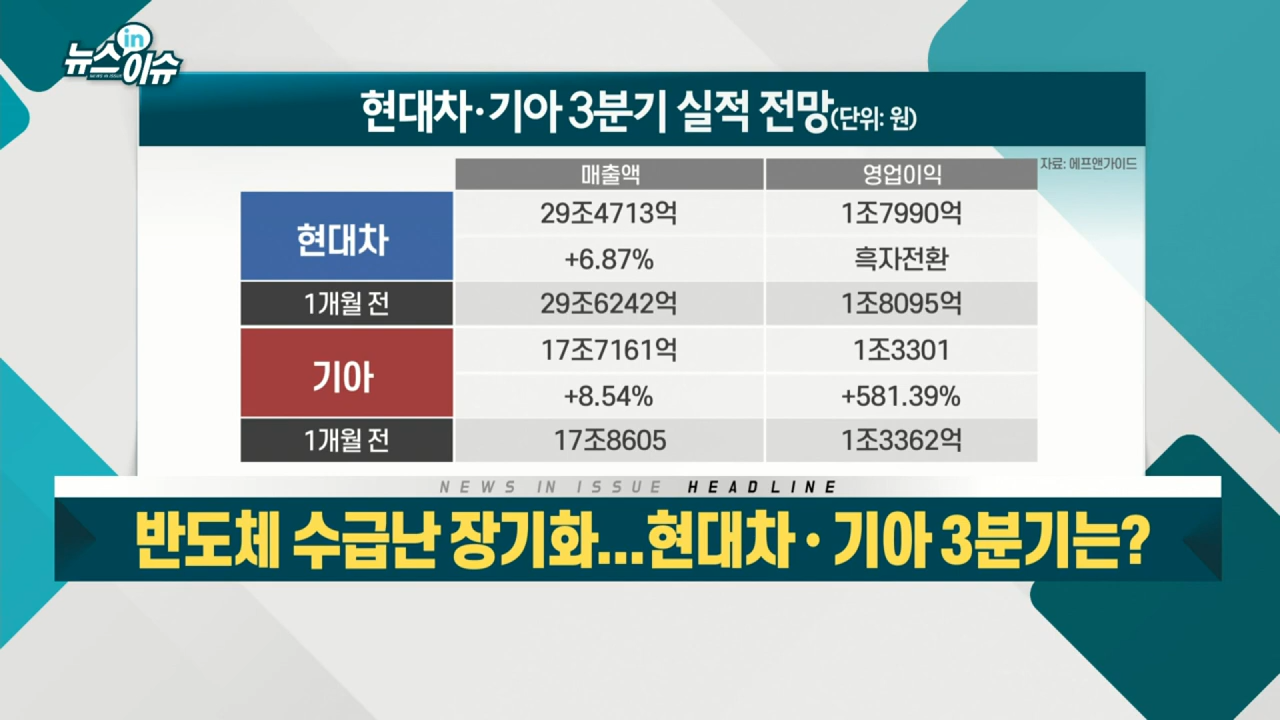 뉴스in이슈
NEWS IN ISSUE
현대차·기아 3분기 실적 전망(단위: 원)
자료: 에프앤가이드
매출액 영업이익
현대차 29조4713억 1조7990억
+6.87% 흑자전환
1개월 전 29조6242억 1조8095억
기아 17조7161억 1조3301
+8.54% +581.39%
1개월 전 17조8605 1조3362억
NEWS IN ISSUE HEADLINE
반도체 수급난 장기화...현대차·기아 3분기는?